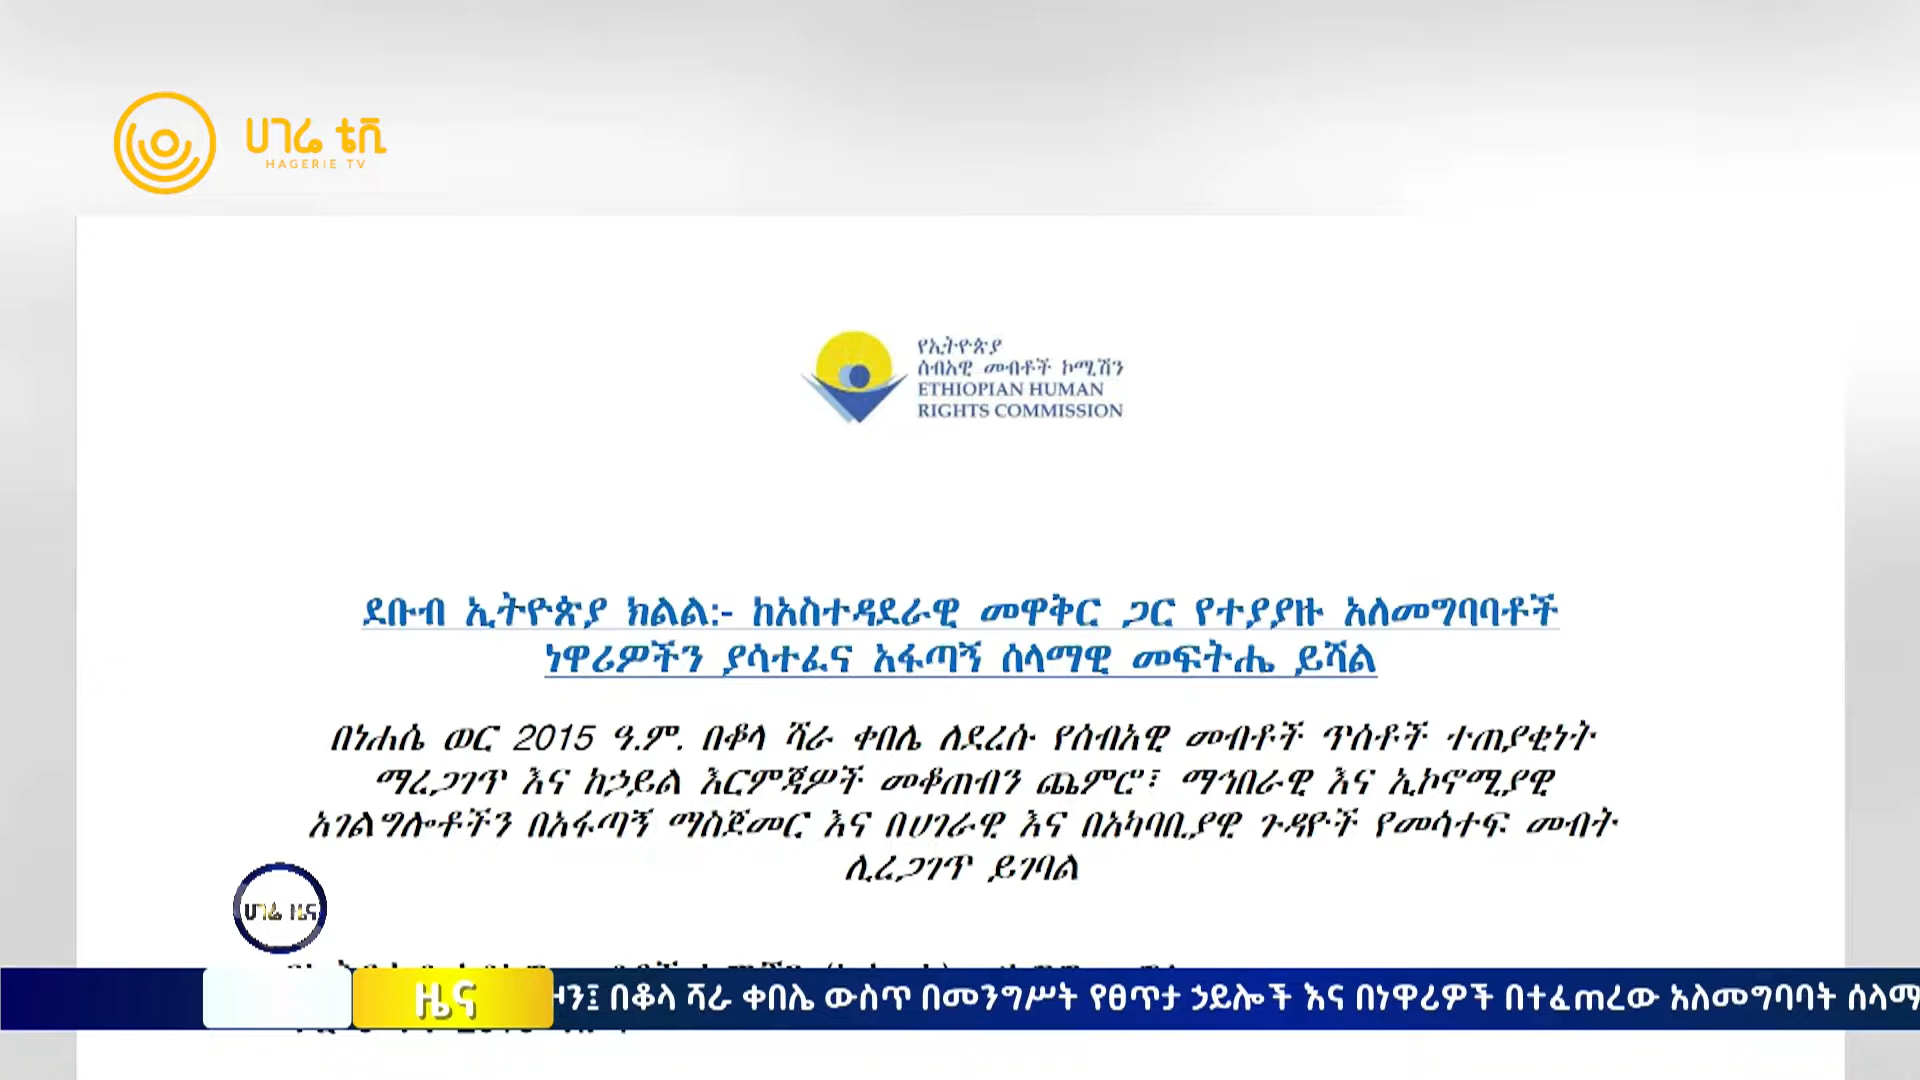 ሀገሬ ቴቪ
HAGERIE TV
የኢትዮጵያ
ሰብአዊ መብቶች ኮሚሽን
ETHIOPIAN HUMAN
RIGHTS COMMISSION
ደቡብ ኢትዮጵያ ክልል:- ከአስተዳደራዊ መዋቅር ጋር የተያያዙ አለመግባባቶች
ነዋሪዎችን ያሳተፈና አፋጣኝ ሰላማዊ መፍትሔ ይሻል
በነሐሴ ወር 2015 ዓ.ም. በቆላ ሻራ ቀበሌ ለደረሱ የሰብአዊ መብቶች ጥሰቶች ተጠያቂነት
ማረጋገጥ እና ከኃይል እርምጃዎች መቆጠብን ጨምሮ፣ ማኅበራዊ እና ኢኮኖሚያዊ
አገልግሎቶችን በአፋጣኝ ማስጀመር እና በሀገራዊ እና በአካባቢያዊ ጉዳዮች የመሳተፍ መብት
ሊረጋገጥ ይገባል
ሀገሬ ዜና
ዜና
በቆላ ሻራ ቀበሌ ውስጥ በመንግሥት የፀጥታ ኃይሎች እና በነዋሪዎች በተፈጠረው አለመግባባት ሰላማ